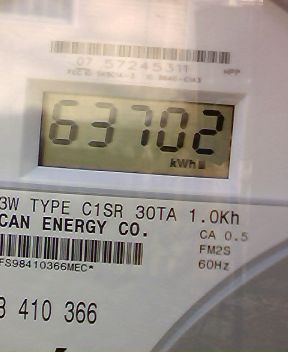 07 57245311
63702
kWh
3W TYPE C1SR 30TA 1.0Kh
CAN ENERGY CO.
CA 0.5
FM2S
FS98410366MEC*
60Hz
410 366